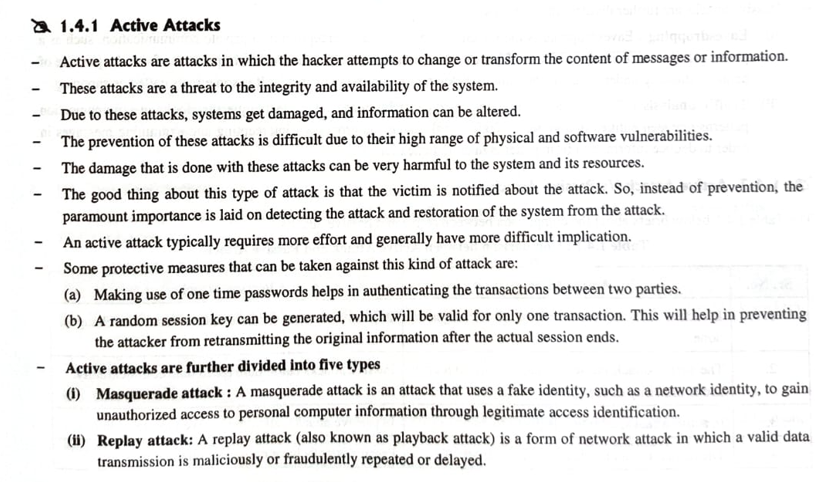 1.4.1 Active Attacks
– Active attacks are attacks in which the hacker attempts to change or transform the content of messages or information.
– These attacks are a threat to the integrity and availability of the system.
– Due to these attacks, systems get damaged, and information can be altered.
– The prevention of these attacks is difficult due to their high range of physical and software vulnerabilities.
– The damage that is done with these attacks can be very harmful to the system and its resources.
– The good thing about this type of attack is that the victim is notified about the attack. So, instead of prevention, the
paramount importance is laid on detecting the attack and restoration of the system from the attack.
– An active attack typically requires more effort and generally have more difficult implication.
– Some protective measures that can be taken against this kind of attack are:
(a) Making use of one time passwords helps in authenticating the transactions between two parties.
(b) A random session key can be generated, which will be valid for only one transaction. This will help in preventing
the attacker from retransmitting the original information after the actual session ends.
– Active attacks are further divided into five types
(i) Masquerade attack : A masquerade attack is an attack that uses a fake identity, such as a network identity, to gain
unauthorized access to personal computer information through legitimate access identification.
(ii) Replay attack: A replay attack (also known as playback attack) is a form of network attack in which a valid data
transmission is maliciously or fraudulently repeated or delayed.